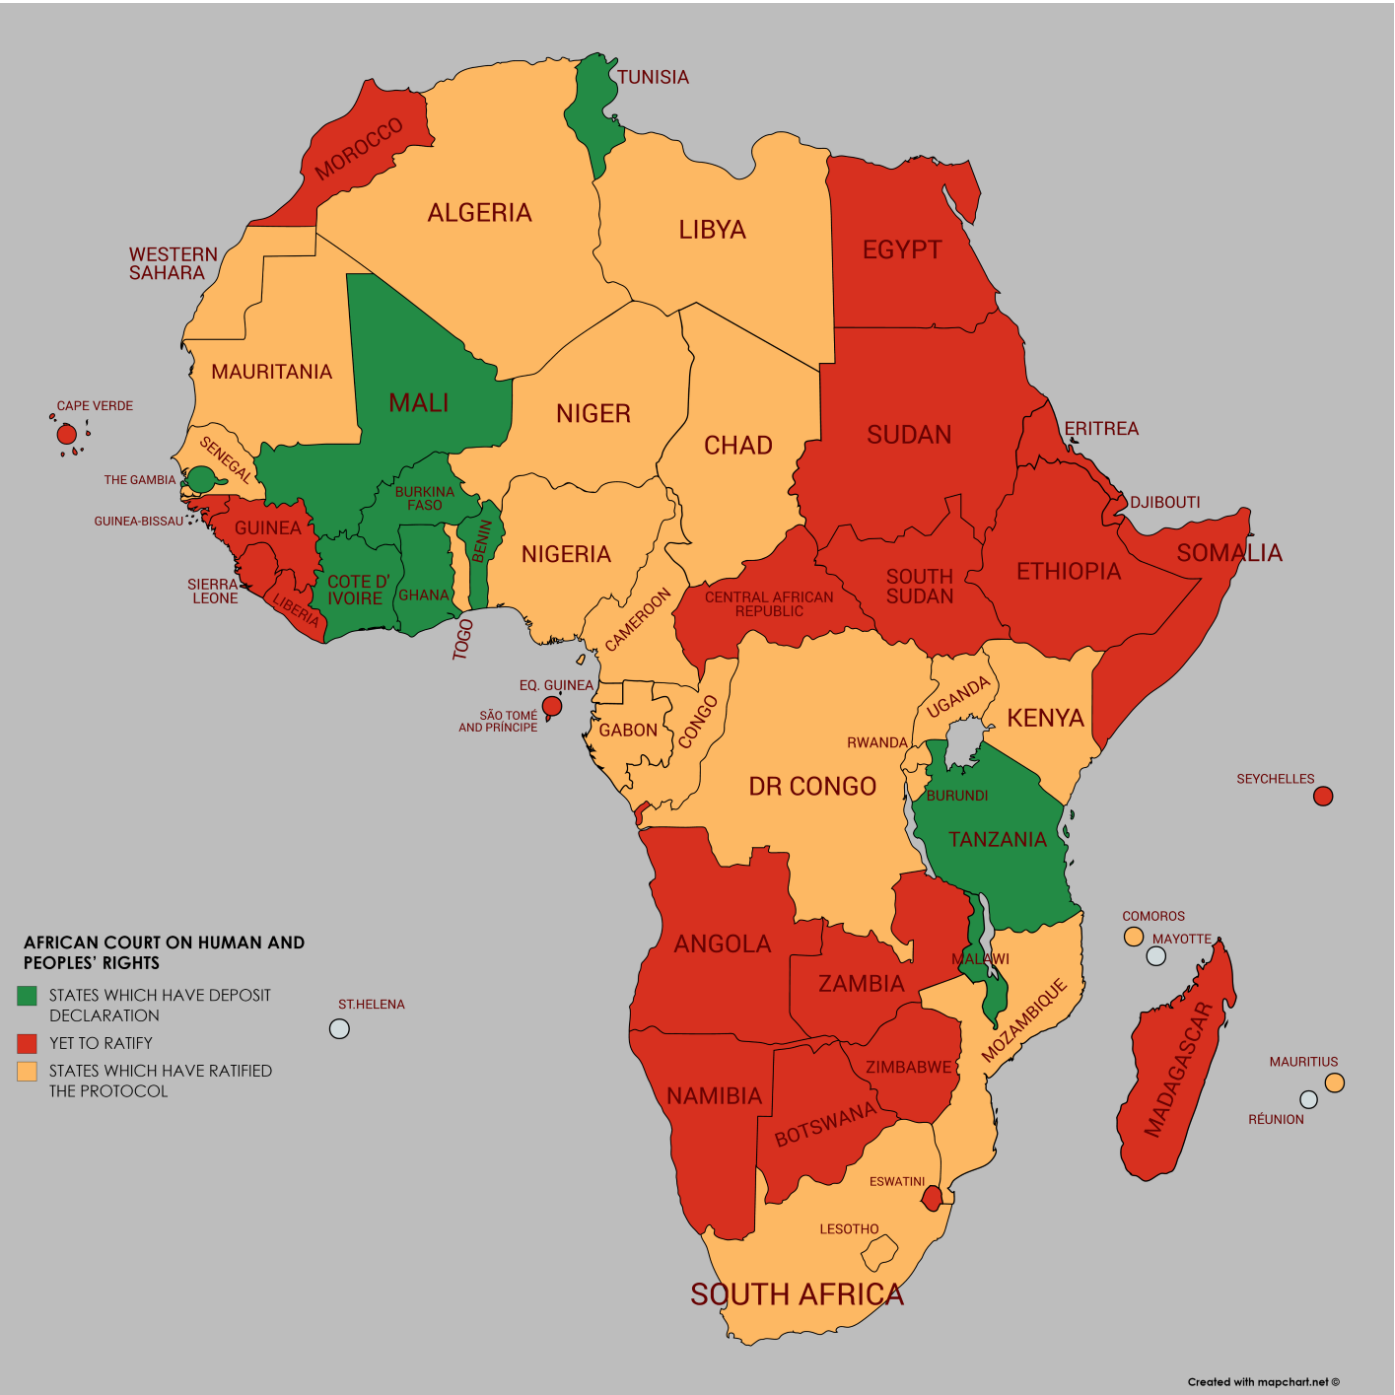 TUNISIA
MOROCCO
ALGERIA
LIBYA
EGYPT
WESTERN
SAHARA
MAURITANIA
MALI
NIGER
CHAD
SUDAN
ERITREA
CAPE VERDE
SENEGAL
THE GAMBIA
BURKINA
FASO
DJIBOUTI
GUINEA-BISSAU
GUINEA
BENIN
NIGERIA
SOMALIA
ETHIOPIA
SOUTH
SUDAN
SIERRA
LEONE
LIBERIA
COTE D'
IVOIRE
GHANA
TOGO
CENTRAL AFRICAN
REPUBLIC
CAMEROON
EQ. GUINEA
SÃO TOMÉ
AND PRÍNCIPE
GABON
CONGO
UGANDA
KENYA
RWANDA
DR CONGO
BURUNDI
SEYCHELLES
TANZANIA
COMOROS
MAYOTTE
ANGOLA
ZAMBIA
MALAWI
MOZAMBIQUE
MADAGASCAR
AFRICAN COURT ON HUMAN AND
PEOPLES' RIGHTS
STATES WHICH HAVE DEPOSIT
DECLARATION
YET TO RATIFY
STATES WHICH HAVE RATIFIED
THE PROTOCOL
ST.HELENA
NAMIBIA
ZIMBABWE
BOTSWANA
MAURITIUS
RÉUNION
ESWATINI
LESOTHO
SOUTH AFRICA
Created with mapchart.net ©